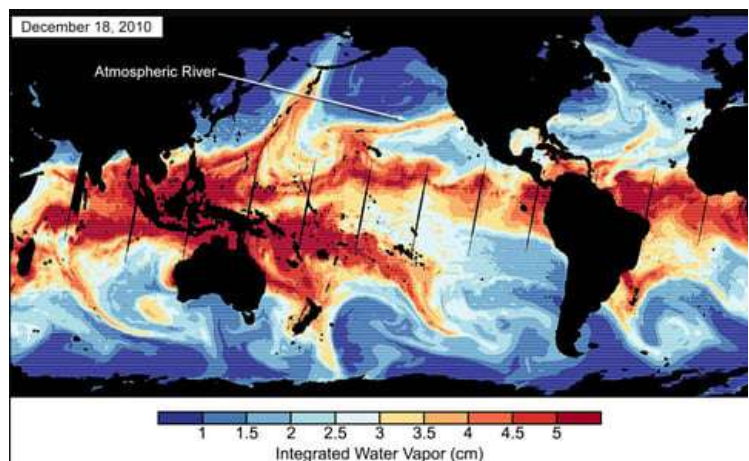 December 18, 2010
Atmospheric River
1 1.5 2 2.5 3 3.5 4 4.5 5
Integrated Water Vapor (cm)